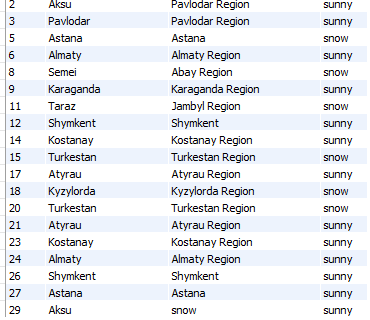 2 Aksu Pavlodar Region sunny
3 Pavlodar Pavlodar Region sunny
5 Astana Astana snow
6 Almaty Almaty Region sunny
8 Semei Abay Region snow
9 Karaganda Karaganda Region sunny
11 Taraz Jambyl Region snow
12 Shymkent Shymkent sunny
14 Kostanay Kostanay Region sunny
15 Turkestan Turkestan Region snow
17 Atyrau Atyrau Region sunny
18 Kyzylorda Kyzylorda Region snow
20 Turkestan Turkestan Region snow
21 Atyrau Atyrau Region sunny
23 Kostanay Kostanay Region sunny
24 Almaty Almaty Region sunny
26 Shymkent Shymkent sunny
27 Astana Astana sunny
29 Aksu snow sunny